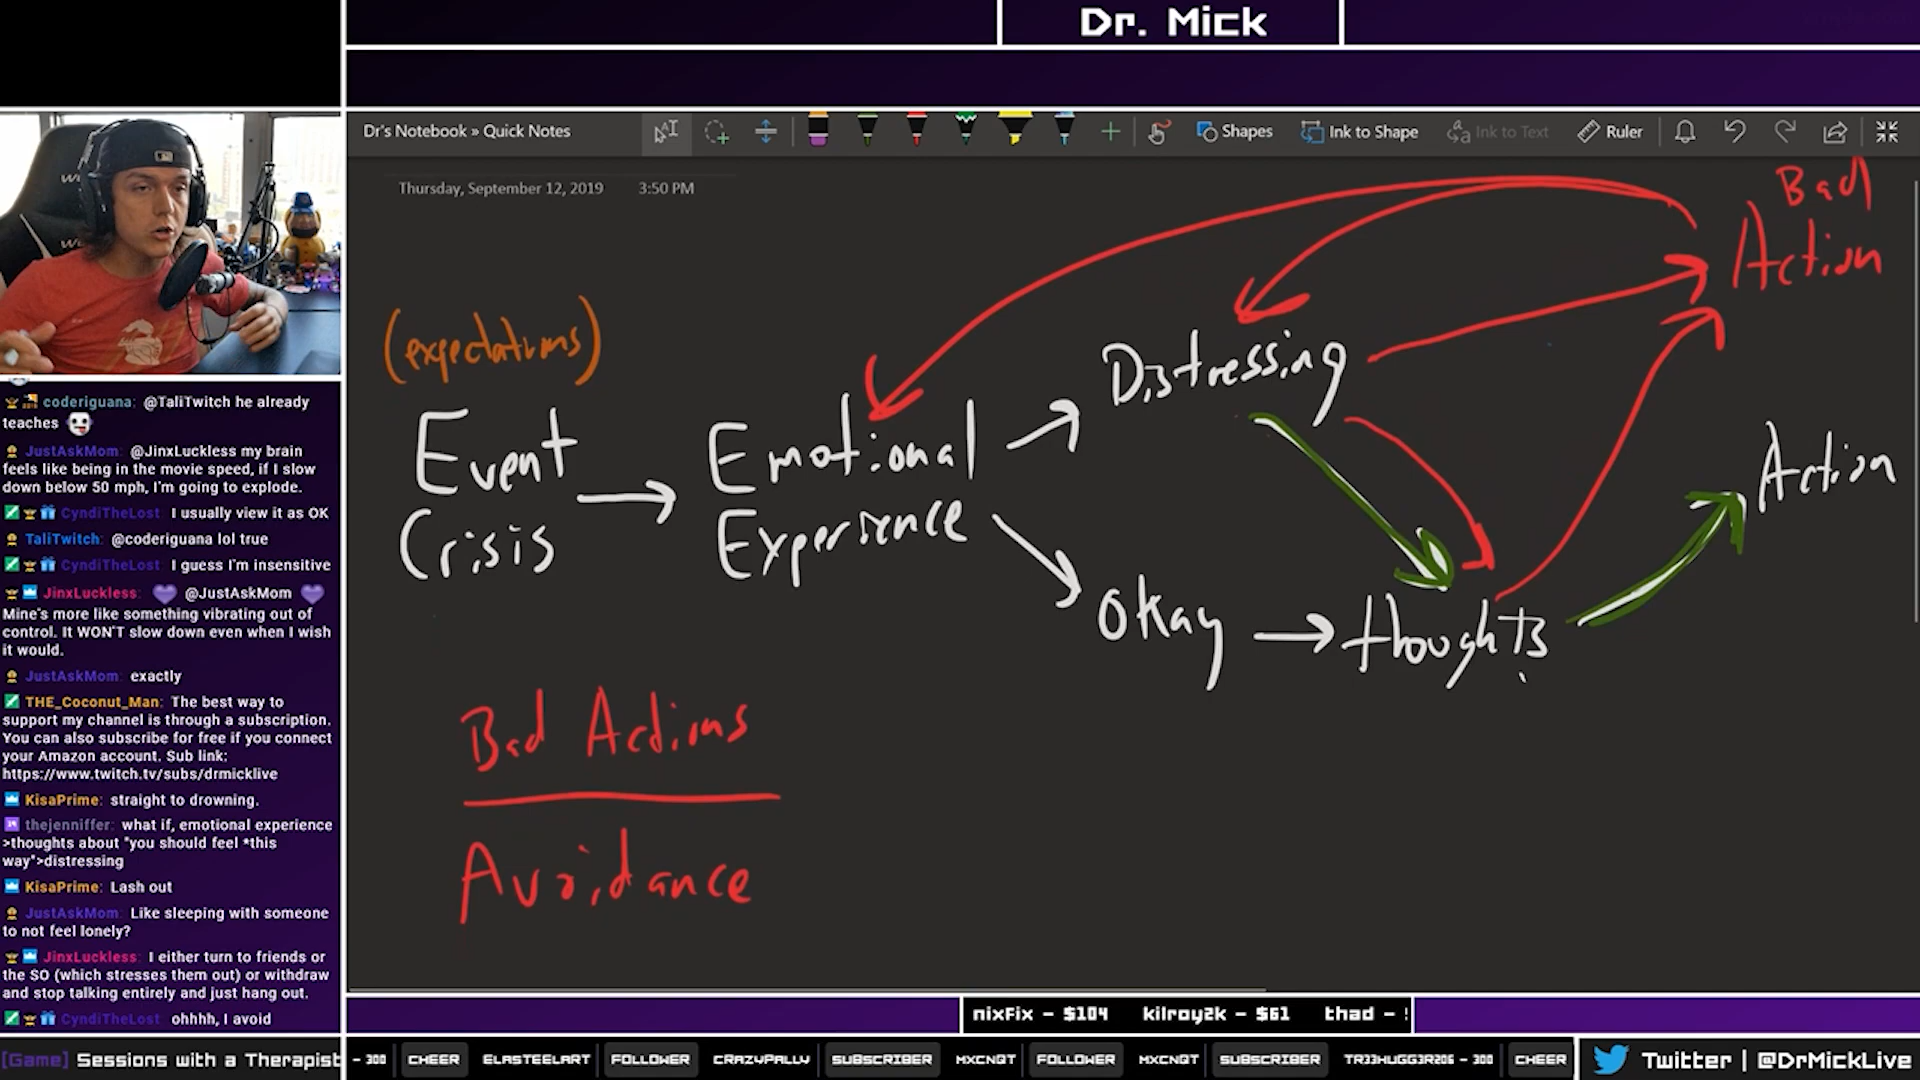 Dr. Mick
Dr's Notebook » Quick Notes
Shapes
Ink to Shape
Ink to Text
Ruler
Thursday, September 12, 2019 3:50 PM
Bad
Action
(expectations)
Event
Crisis
Emotional
Experience
Distressing
Okay
thoughts
Action
Bad Actions
Avoidance
coderiguana: @TaliTwitch he already
teaches
JustAskMom: @JinxLuckless my brain
feels like being in the movie speed, if I slow
down below 50 mph, I'm going to explode.
CyndiTheLost: I usually view it as OK
TaliTwitch: @coderiguana lol true
CyndiTheLost: I guess I'm insensitive
JinxLuckless: @JustAskMom
Mine's more like something vibrating out of
control. It WON'T slow down even when I wish
it would.
JustAskMom: exactly
THE_Coconut_Man: The best way to
support my channel is through a subscription.
You can also subscribe for free if you connect
your Amazon account. Sub link:
https://www.twitch.tv/subs/drmicklive
KisaPrime: straight to drowning.
thejenniffer: what if, emotional experience
>thoughts about "you should feel *this
way">distressing
KisaPrime: Lash out
JustAskMom: Like sleeping with someone
to not feel lonely?
JinxLuckless: I either turn to friends or
the SO (which stresses them out) or withdraw
and stop talking entirely and just hang out.
CyndiTheLost: ohhhh, I avoid
nixFix - $104 kilroy2k - $61 thad -
[Game] Sessions with a Therapist
- 300 CHEER ELASTEELART FOLLOWER CRAZYPALLY SUBSCRIBER MXCNQT FOLLOWER MXCNQT SUBSCRIBER TR33HUGG3R206 - 300 CHEER
Twitter | @DrMickLive